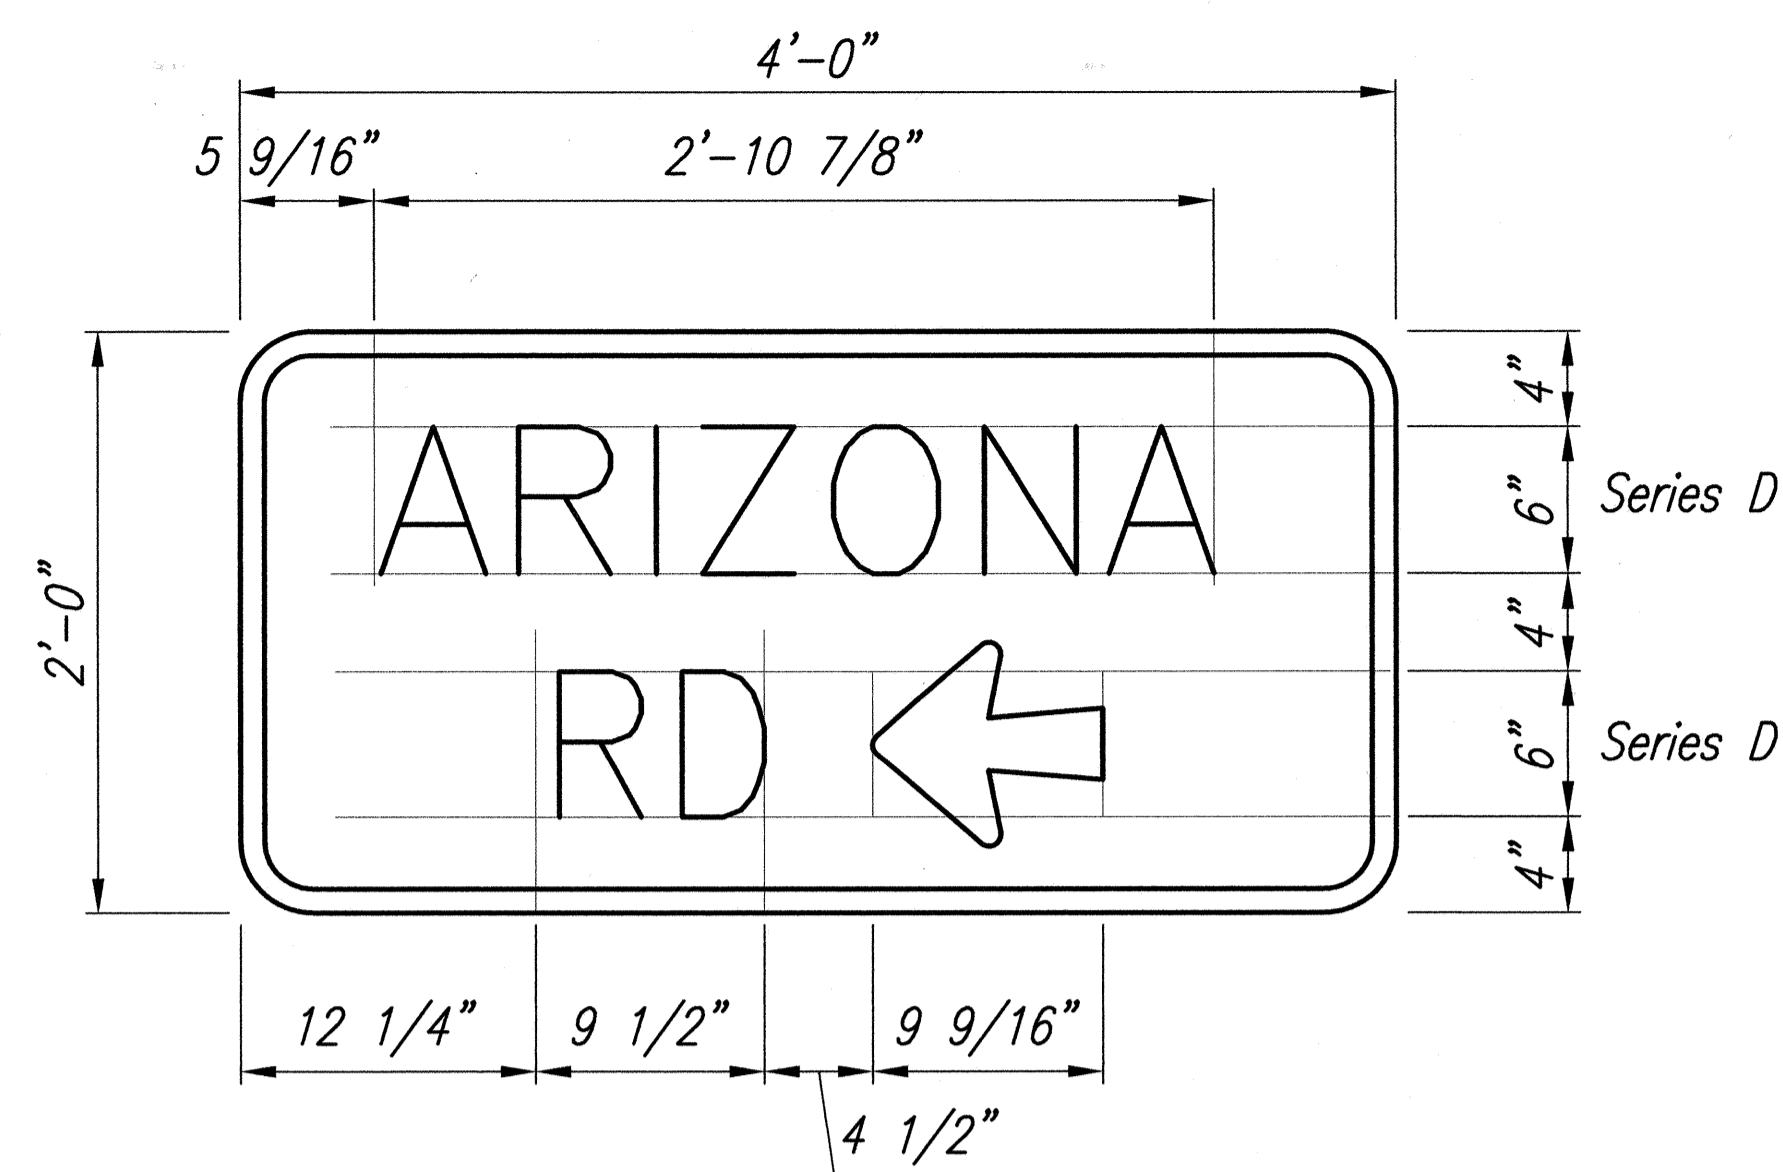 4'-0"
5 9/16" 2'-10 7/8"
4"
ARIZONA 6" Series D
2'-0" 4"
RD 6" Series D
4"
12 1/4" 9 1/2" 9 9/16"
4 1/2"